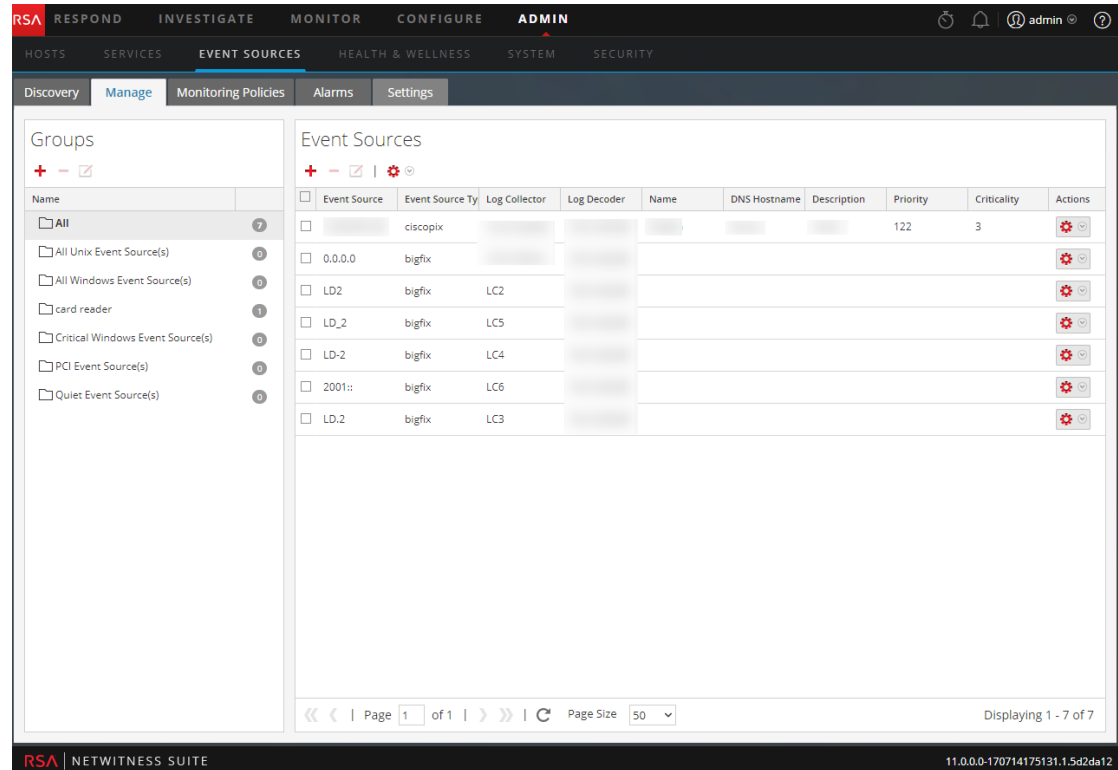 RSA RESPOND INVESTIGATE MONITOR CONFIGURE ADMIN admin
HOSTS SERVICES EVENT SOURCES HEALTH & WELLNESS SYSTEM SECURITY
Discovery Manage Monitoring Policies Alarms Settings
Groups
Name
All 7
All Unix Event Source(s) 0
All Windows Event Source(s) 0
card reader 1
Critical Windows Event Source(s) 0
PCI Event Source(s) 0
Quiet Event Source(s) 0
Event Sources
Event Source Event Source Ty Log Collector Log Decoder Name DNS Hostname Description Priority Criticality Actions
ciscopix 122 3
0.0.0.0 bigfix
LD2 bigfix LC2
LD_2 bigfix LC5
LD-2 bigfix LC4
2001:: bigfix LC6
LD.2 bigfix LC3
Page 1 of 1 Page Size 50 Displaying 1 - 7 of 7
RSA NETWITNESS SUITE 11.0.0.0-170714175131.1.5d2da12